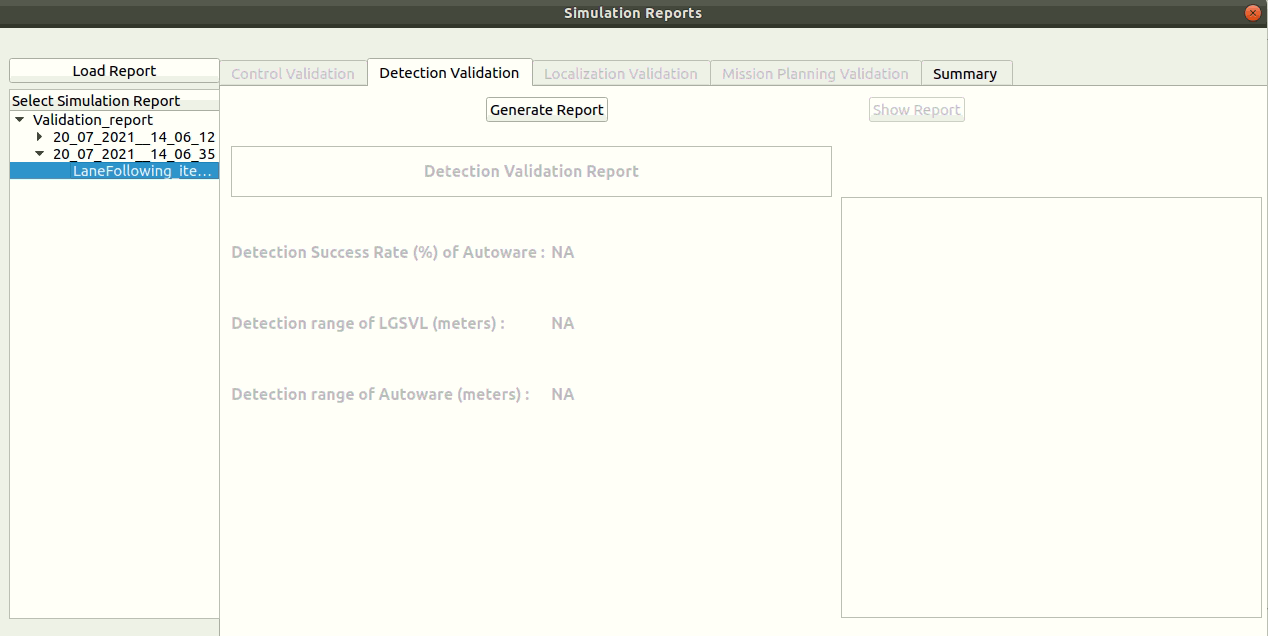 Simulation Reports
Load Report
Control Validation
Detection Validation
Localization Validation
Mission Planning Validation
Summary
Select Simulation Report
Validation_report
20_07_2021__14_06_12
20_07_2021__14_06_35
LaneFollowing_ite...
Generate Report
Show Report
Detection Validation Report
Detection Success Rate (%) of Autoware : NA
Detection range of LGSVL (meters) : NA
Detection range of Autoware (meters) : NA